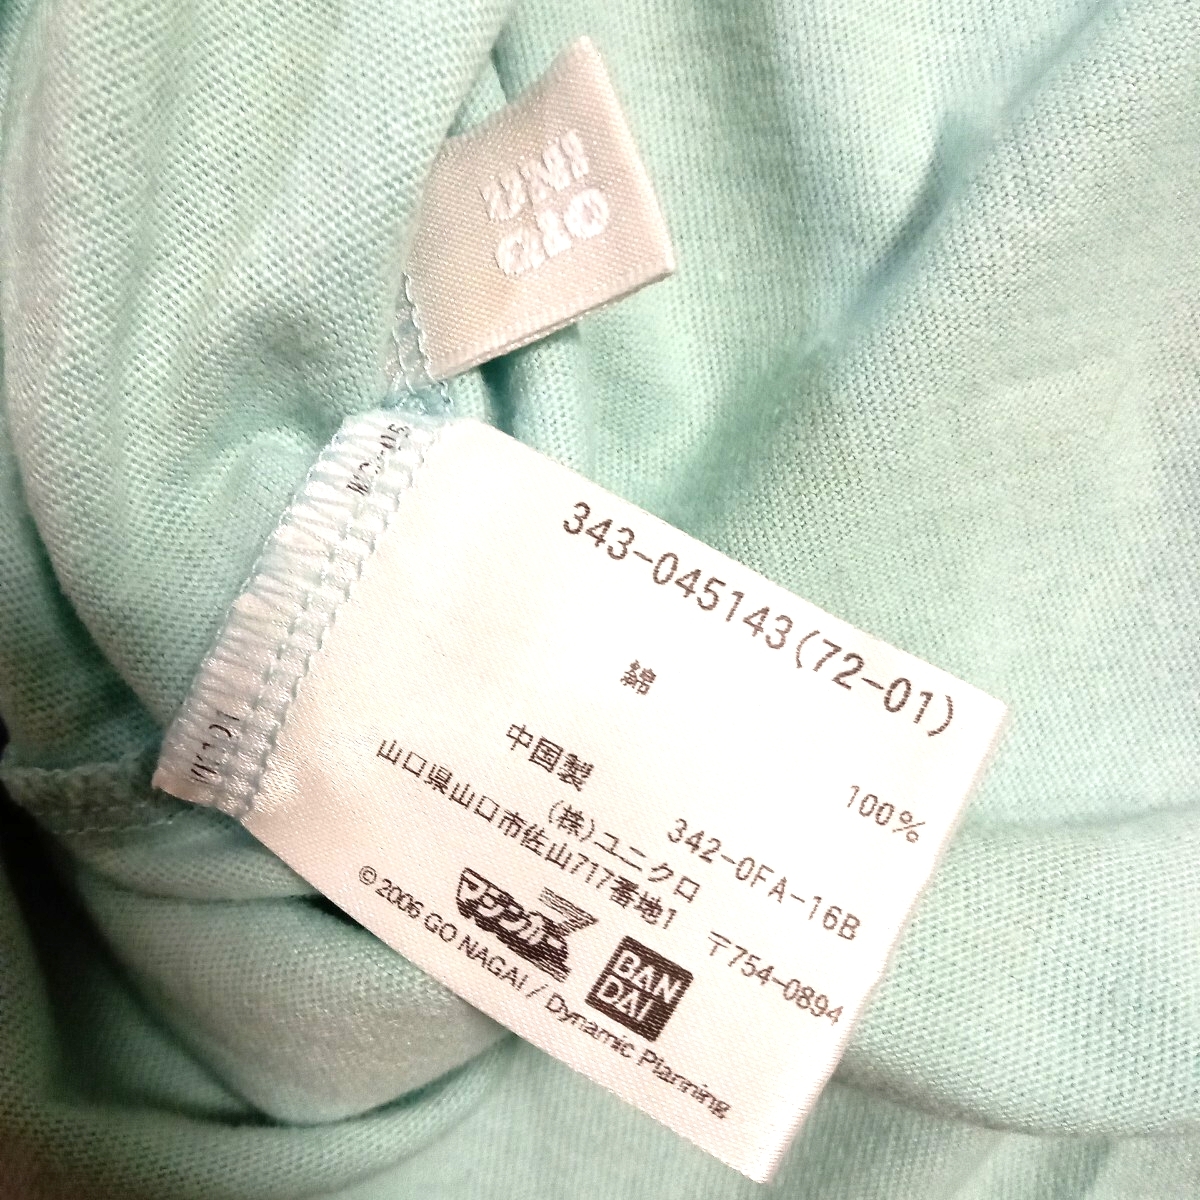 UNI
QLO
343-045143(72-01)
綿 100%
中国製 342-0FA-16B
(株)ユニクロ
山口県山口市佐山717番地1 〒754-0894
マジンガーZ
BAN
DAI
© 2006 GO NAGAI / Dynamic Planning